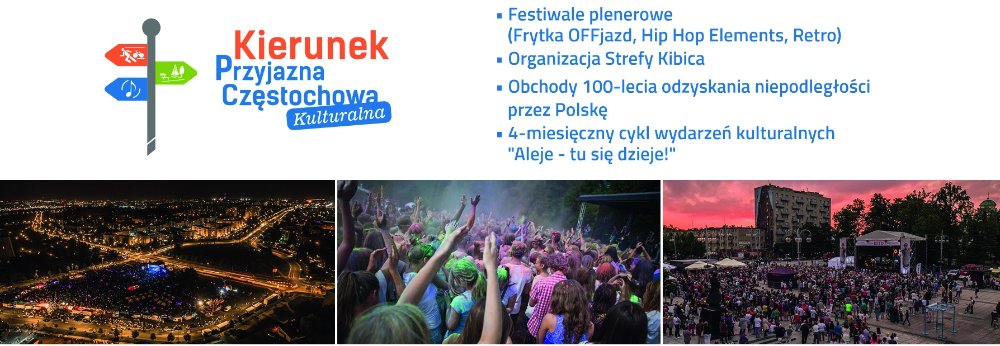 Kierunek
Przyjazna
Częstochowa
Kulturalna
▪ Festiwale plenerowe
(Frytka OFFjazd, Hip Hop Elements, Retro)
▪ Organizacja Strefy Kibica
▪ Obchody 100-lecia odzyskania niepodległości
przez Polskę
▪ 4-miesięczny cykl wydarzeń kulturalnych
"Aleje - tu się dzieje!"
RETRO